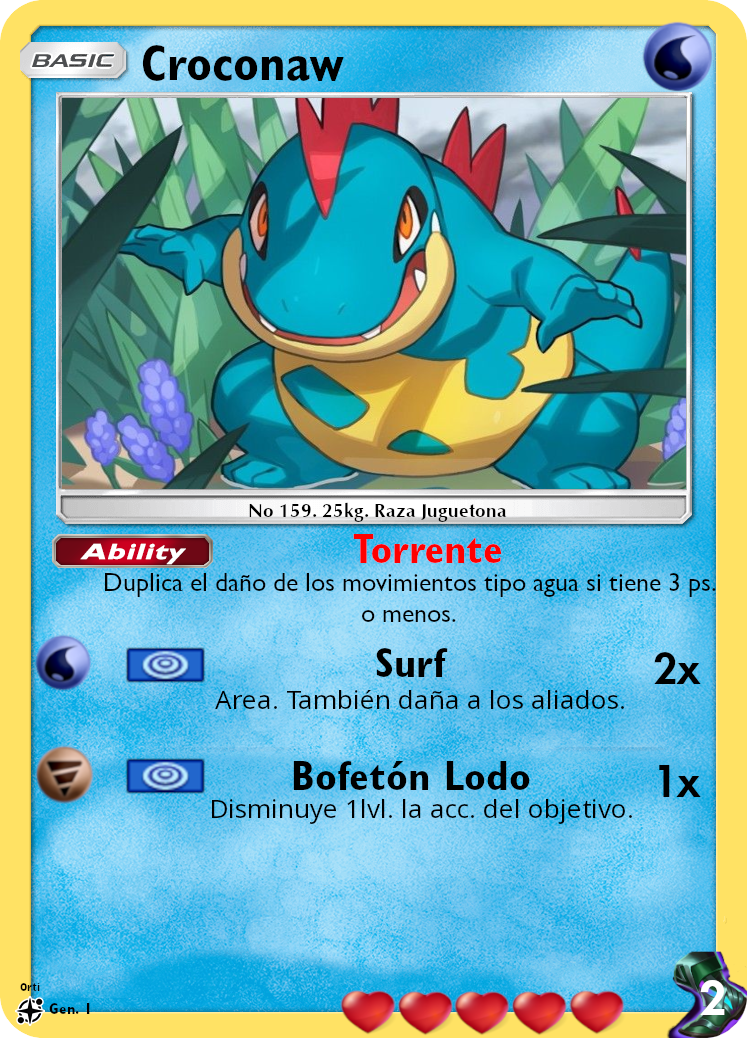 BASIC Croconaw
No 159. 25kg. Raza Juguetona
Ability Torrente
Duplica el daño de los movimientos tipo agua si tiene 3 ps.
o menos.
Surf 2x
Area. También daña a los aliados.
Bofetón Lodo 1x
Disminuye 1lvl. la acc. del objetivo.
Orti
Gen. I
2